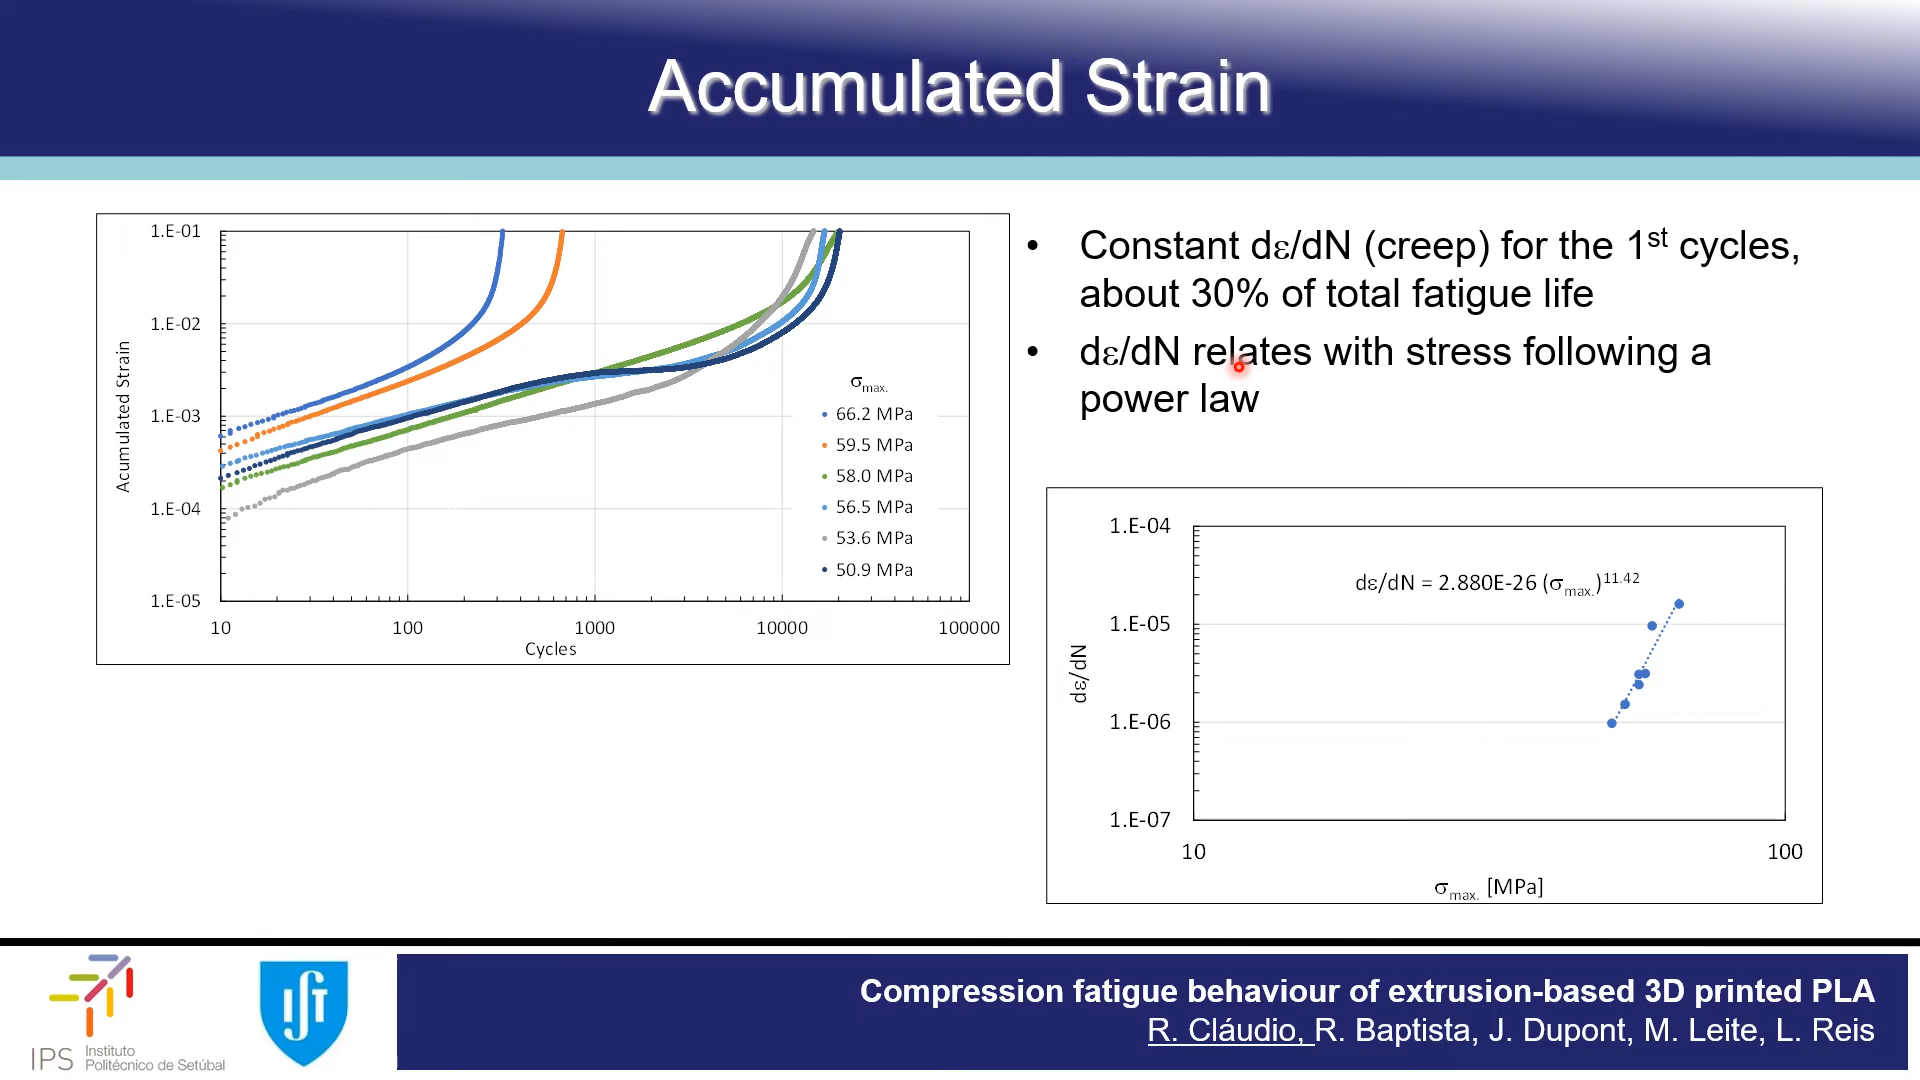 Accumulated Strain
1.E-01
1.E-02
1.E-03
1.E-04
1.E-05
Acumulated Strain
10
100
1000
10000
100000
Cycles
σmax.
66.2 MPa
59.5 MPa
58.0 MPa
56.5 MPa
53.6 MPa
50.9 MPa
• Constant dε/dN (creep) for the 1st cycles,
about 30% of total fatigue life
• dε/dN relates with stress following a
power law
1.E-04
1.E-05
1.E-06
1.E-07
dε/dN
dε/dN = 2.880E-26 (σmax.)11.42
10
100
σmax. [MPa]
IPS Instituto
Politécnico de Setúbal
Compression fatigue behaviour of extrusion-based 3D printed PLA
R. Cláudio, R. Baptista, J. Dupont, M. Leite, L. Reis